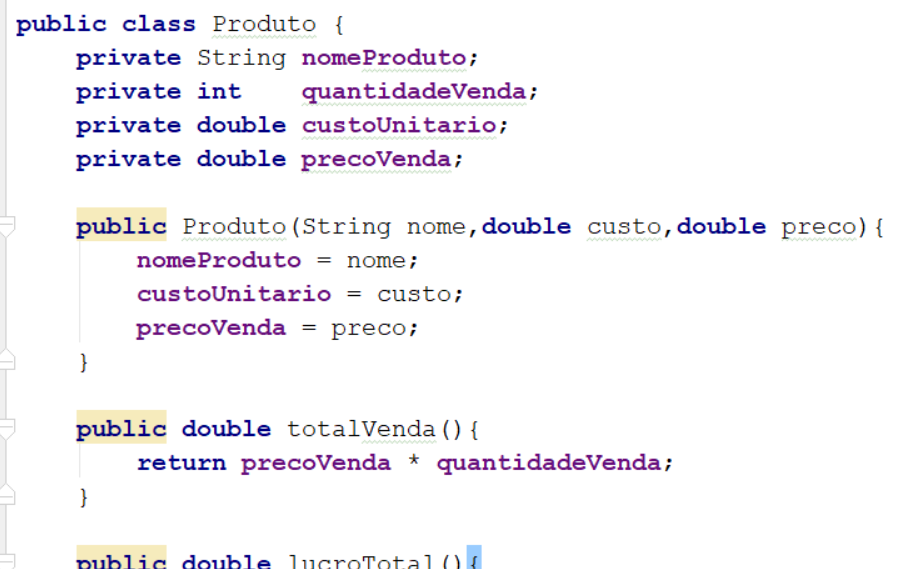 public class Produto {
    private String nomeProduto;
    private int    quantidadeVenda;
    private double custoUnitario;
    private double precoVenda;

    public Produto(String nome,double custo,double preco){
        nomeProduto = nome;
        custoUnitario = custo;
        precoVenda = preco;
    }

    public double totalVenda(){
        return precoVenda * quantidadeVenda;
    }

    public double lucroTotal(){